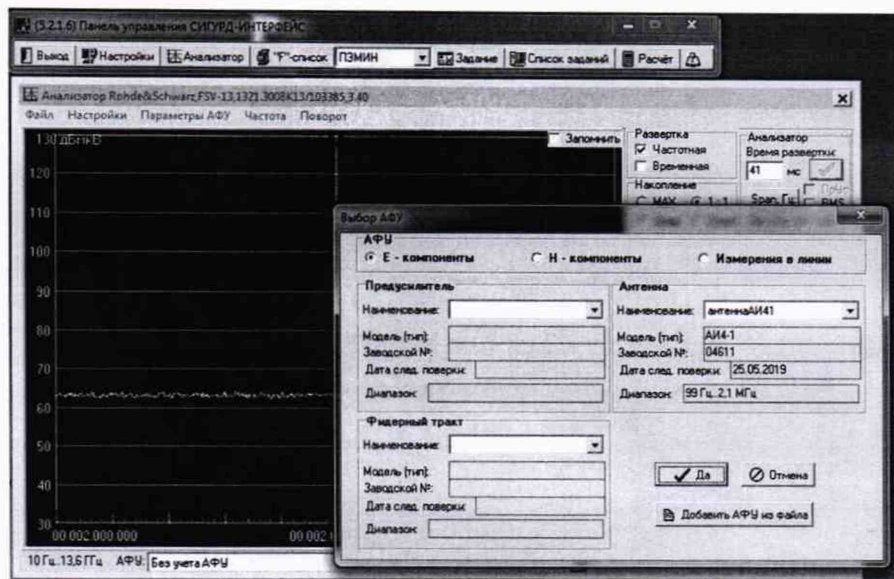 (5.2.1.6) Панель управления СИГУРД-ИНТЕРФЕЙС
Выход Настройки Анализатор "F"-список ПЭМИН Задание Список заданий Расчёт
Анализатор Rohde&Schwarz,FSV-13,1321.3008K13/103385,3.40
Файл Настройки Параметры АФУ Частота Поворот
130 дБмкВ
Запомнить
Развертка
Частотная
Временная
Накопление
MAX 1:1
Анализатор
Время развертки:
41 мс
Span, Гц
RMS
120
110
100
90
80
70
60
50
40
30
00 002 000 000
00 002
10 Гц..13,6 ГГц АФУ: Без учета АФУ
Выбор АФУ
АФУ
E - компоненты H - компоненты Измерения в линии
Предусилитель
Наименование:
Модель (тип):
Заводской №:
Дата след. поверки:
Диапазон:
Антенна
Наименование: антеннаАИ41
Модель (тип): АИ4-1
Заводской №: 04611
Дата след. поверки: 25.05.2019
Диапазон: 99 Гц..2,1 МГц
Фидерный тракт
Наименование:
Модель (тип):
Заводской №:
Дата след. поверки:
Диапазон:
Да Отмена
Добавить АФУ из файла